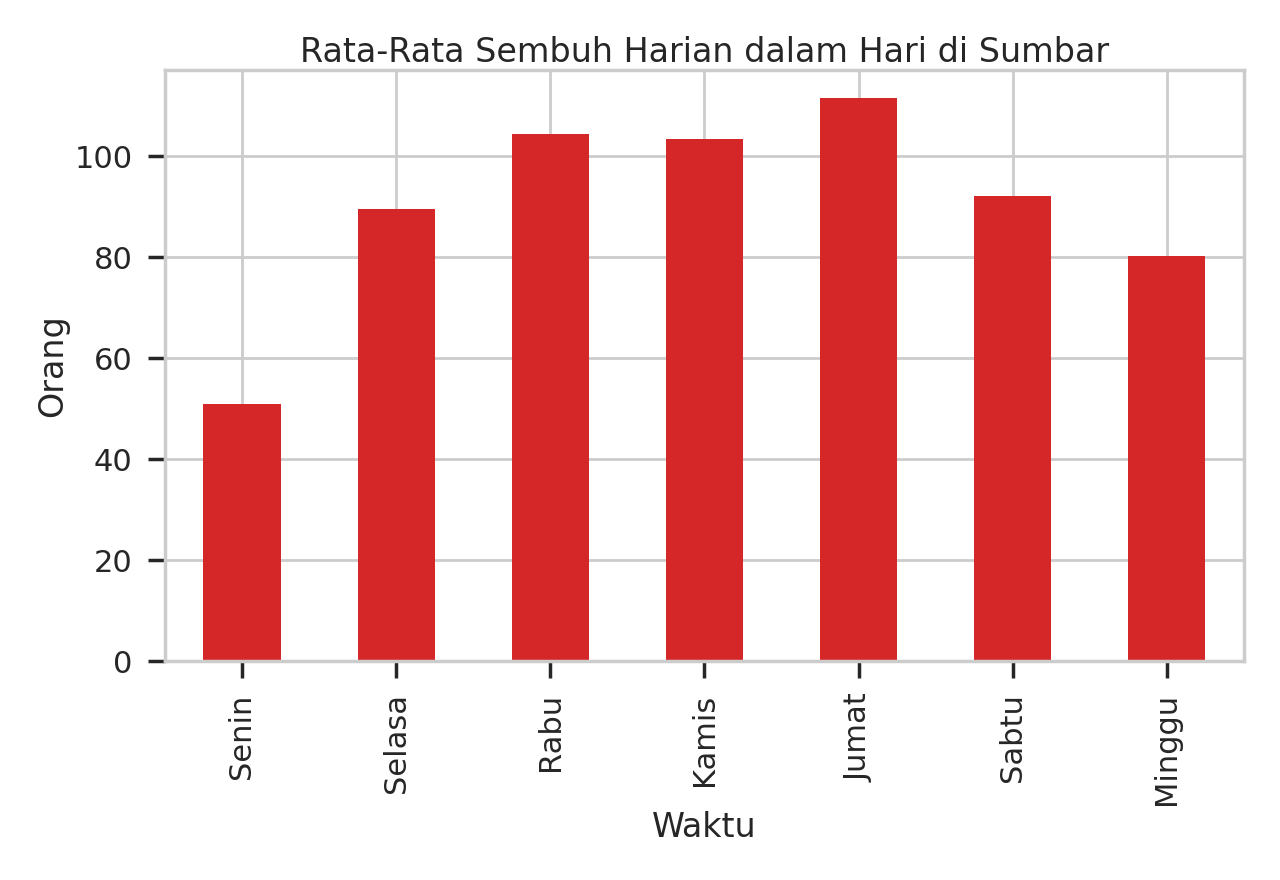 Rata-Rata Sembuh Harian dalam Hari di Sumbar
Orang
100
80
60
40
20
0
Senin
Selasa
Rabu
Kamis
Jumat
Sabtu
Minggu
Waktu